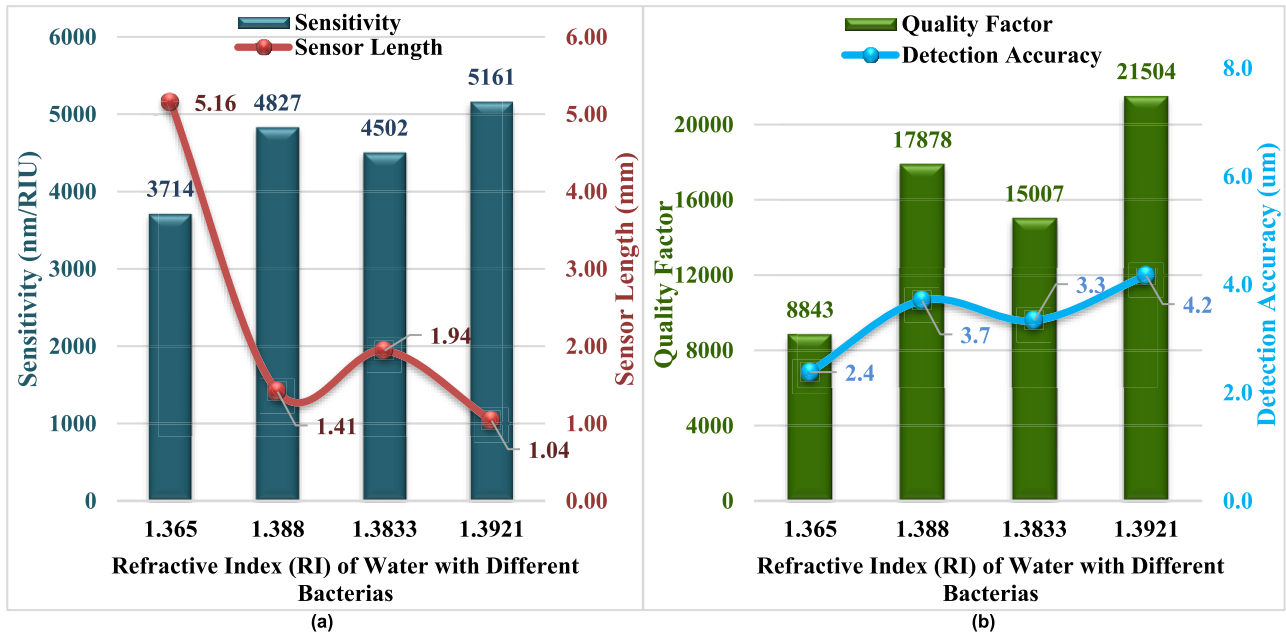 Sensitivity
Sensor Length
6000
5000
4000
3000
2000
1000
0
Sensitivity (nm/RIU)
3714
4827
4502
5161
5.16
1.41
1.94
1.04
6.00
5.00
4.00
3.00
2.00
1.00
0.00
Sensor Length (mm)
1.365 1.388 1.3833 1.3921
Refractive Index (RI) of Water with Different
Bacterias
(a)
Quality Factor
Detection Accuracy
20000
16000
12000
8000
4000
0
Quality Factor
8843
17878
15007
21504
2.4
3.7
3.3
4.2
8.0
6.0
4.0
2.0
0.0
Detection Accuracy (um)
1.365 1.388 1.3833 1.3921
Refractive Index (RI) of Water with Different
Bacterias
(b)